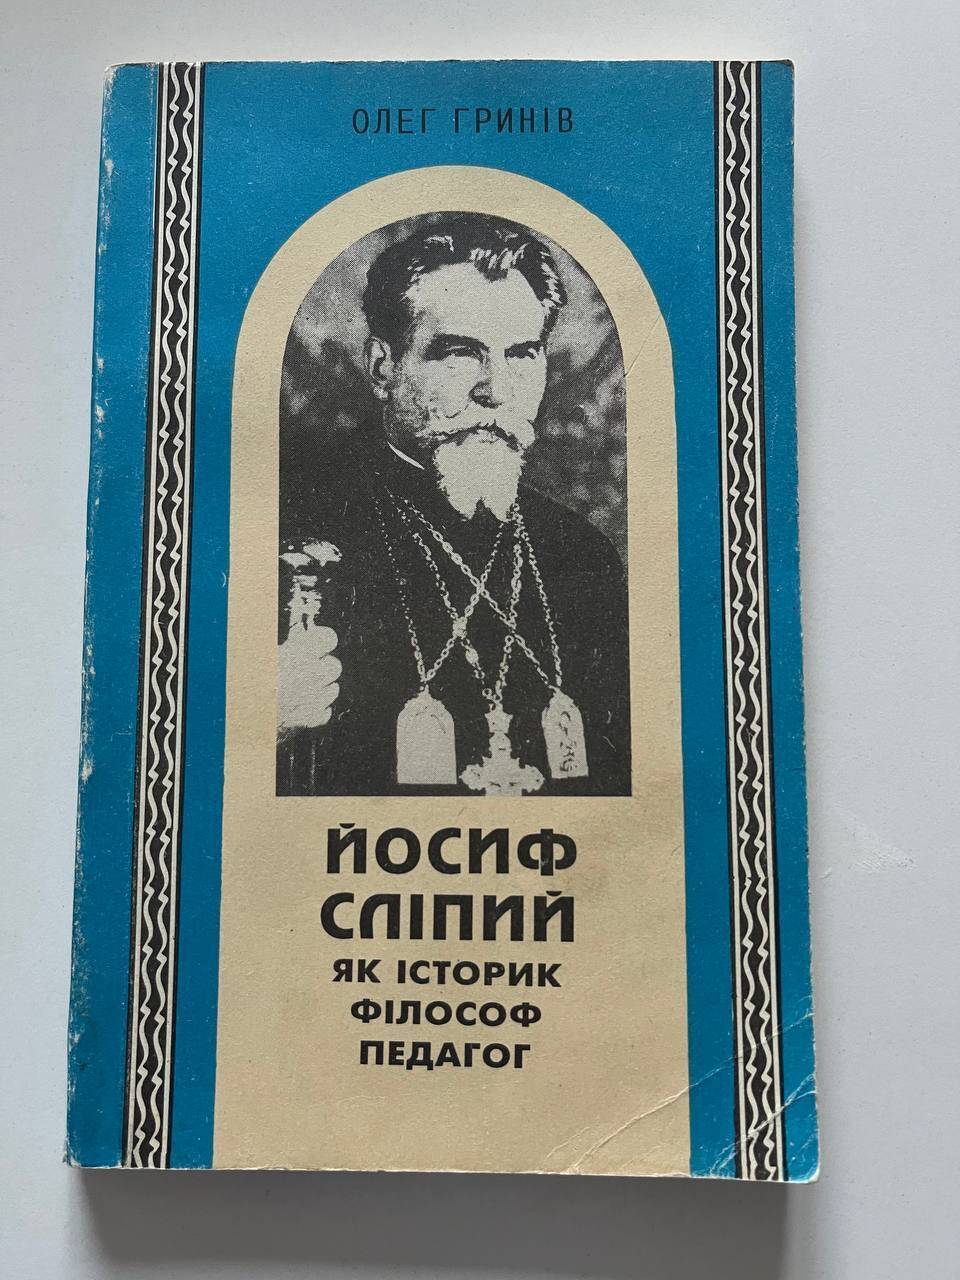 ОЛЕГ ГРИНІВ
ЙОСИФ
СЛІПИЙ
ЯК ІСТОРИК
ФІЛОСОФ
ПЕДАГОГ